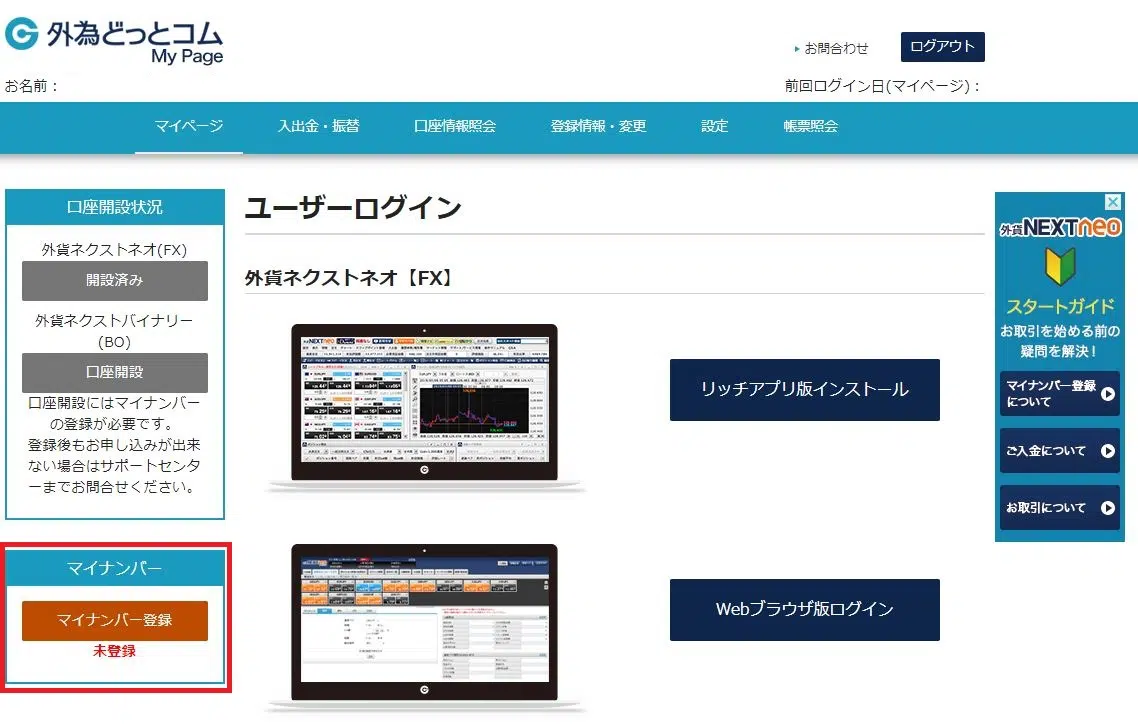 外為どっとコム
My Page
お問合わせ
ログアウト
お名前：
前回ログイン日(マイページ)：
マイページ
入出金・振替
口座情報照会
登録情報・変更
設定
帳票照会
口座開設状況
外貨ネクストネオ(FX)
開設済み
外貨ネクストバイナリー
(BO)
口座開設
口座開設にはマイナンバー
の登録が必要です。
登録後もお申し込みが出来
ない場合はサポートセンタ
ーまでお問合せください。
マイナンバー
マイナンバー登録
未登録
ユーザーログイン
外貨ネクストネオ【FX】
リッチアプリ版インストール
Webブラウザ版ログイン
外貨NEXTneo
スタートガイド
お取引を始める前の
疑問を解決！
マイナンバー登録
について
ご入金について
お取引について